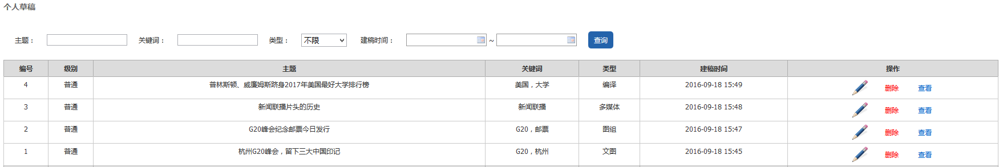 个人草稿
主题： 关键词： 类型： 不限 建稿时间： ~ 查询
编号 级别 主题 关键词 类型 建稿时间 操作
4 普通 普林斯顿、威廉姆斯跻身2017年美国最好大学排行榜 美国，大学 编译 2016-09-18 15:49 删除 查看
3 普通 新闻联播片头的历史 新闻联播 多媒体 2016-09-18 15:48 删除 查看
2 普通 G20峰会纪念邮票今日发行 G20，邮票 图组 2016-09-18 15:47 删除 查看
1 普通 杭州G20峰会，留下三大中国印记 G20，杭州 文图 2016-09-18 15:45 删除 查看